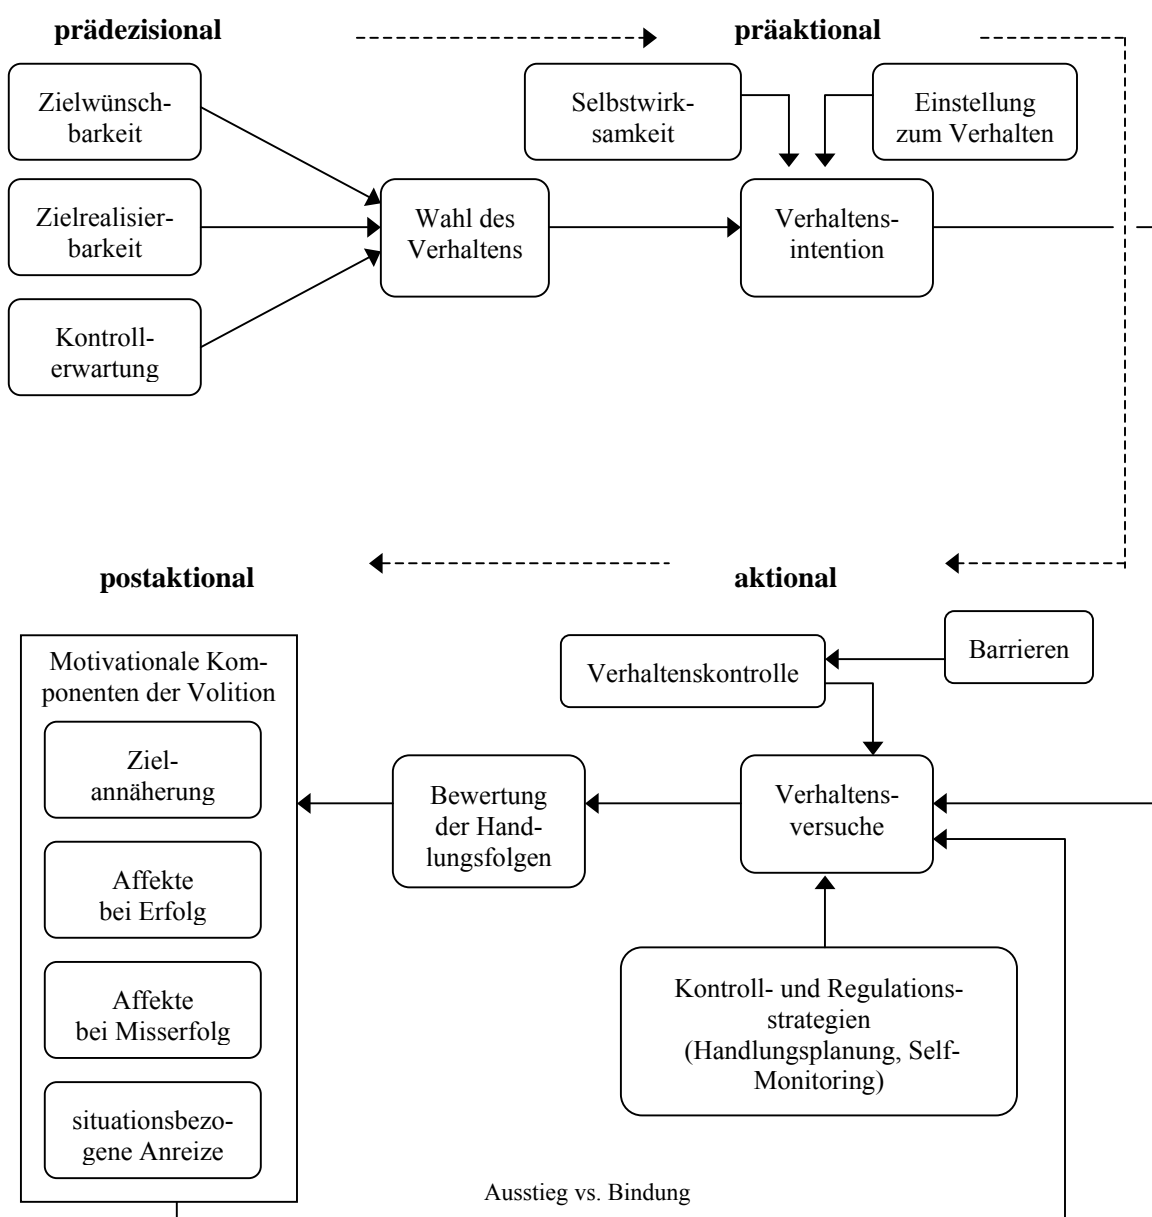 prädezisional
präaktional
Zielwünsch-
barkeit
Selbstwirk-
samkeit
Einstellung
zum Verhalten
Zielrealisier-
barkeit
Wahl des
Verhaltens
Verhaltens-
intention
Kontroll-
erwartung
postaktional
aktional
Motivationale Kom-
ponenten der Volition
Verhaltenskontrolle
Barrieren
Ziel-
annäherung
Bewertung
der Hand-
lungsfolgen
Verhaltens-
versuche
Affekte
bei Erfolg
Affekte
bei Misserfolg
Kontroll- und Regulations-
strategien
(Handlungsplanung, Self-
Monitoring)
situationsbezo-
gene Anreize
Ausstieg vs. Bindung